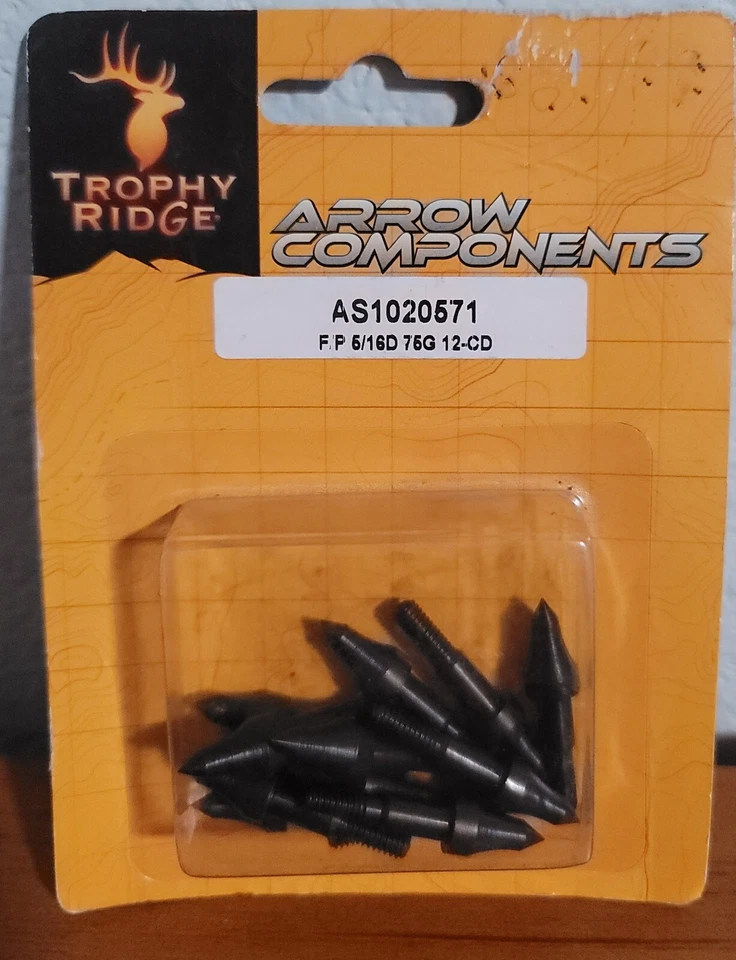 TROPHY
RIDGE
ARROW
COMPONENTS
AS1020571
F/P 5/16D 75G 12-CD